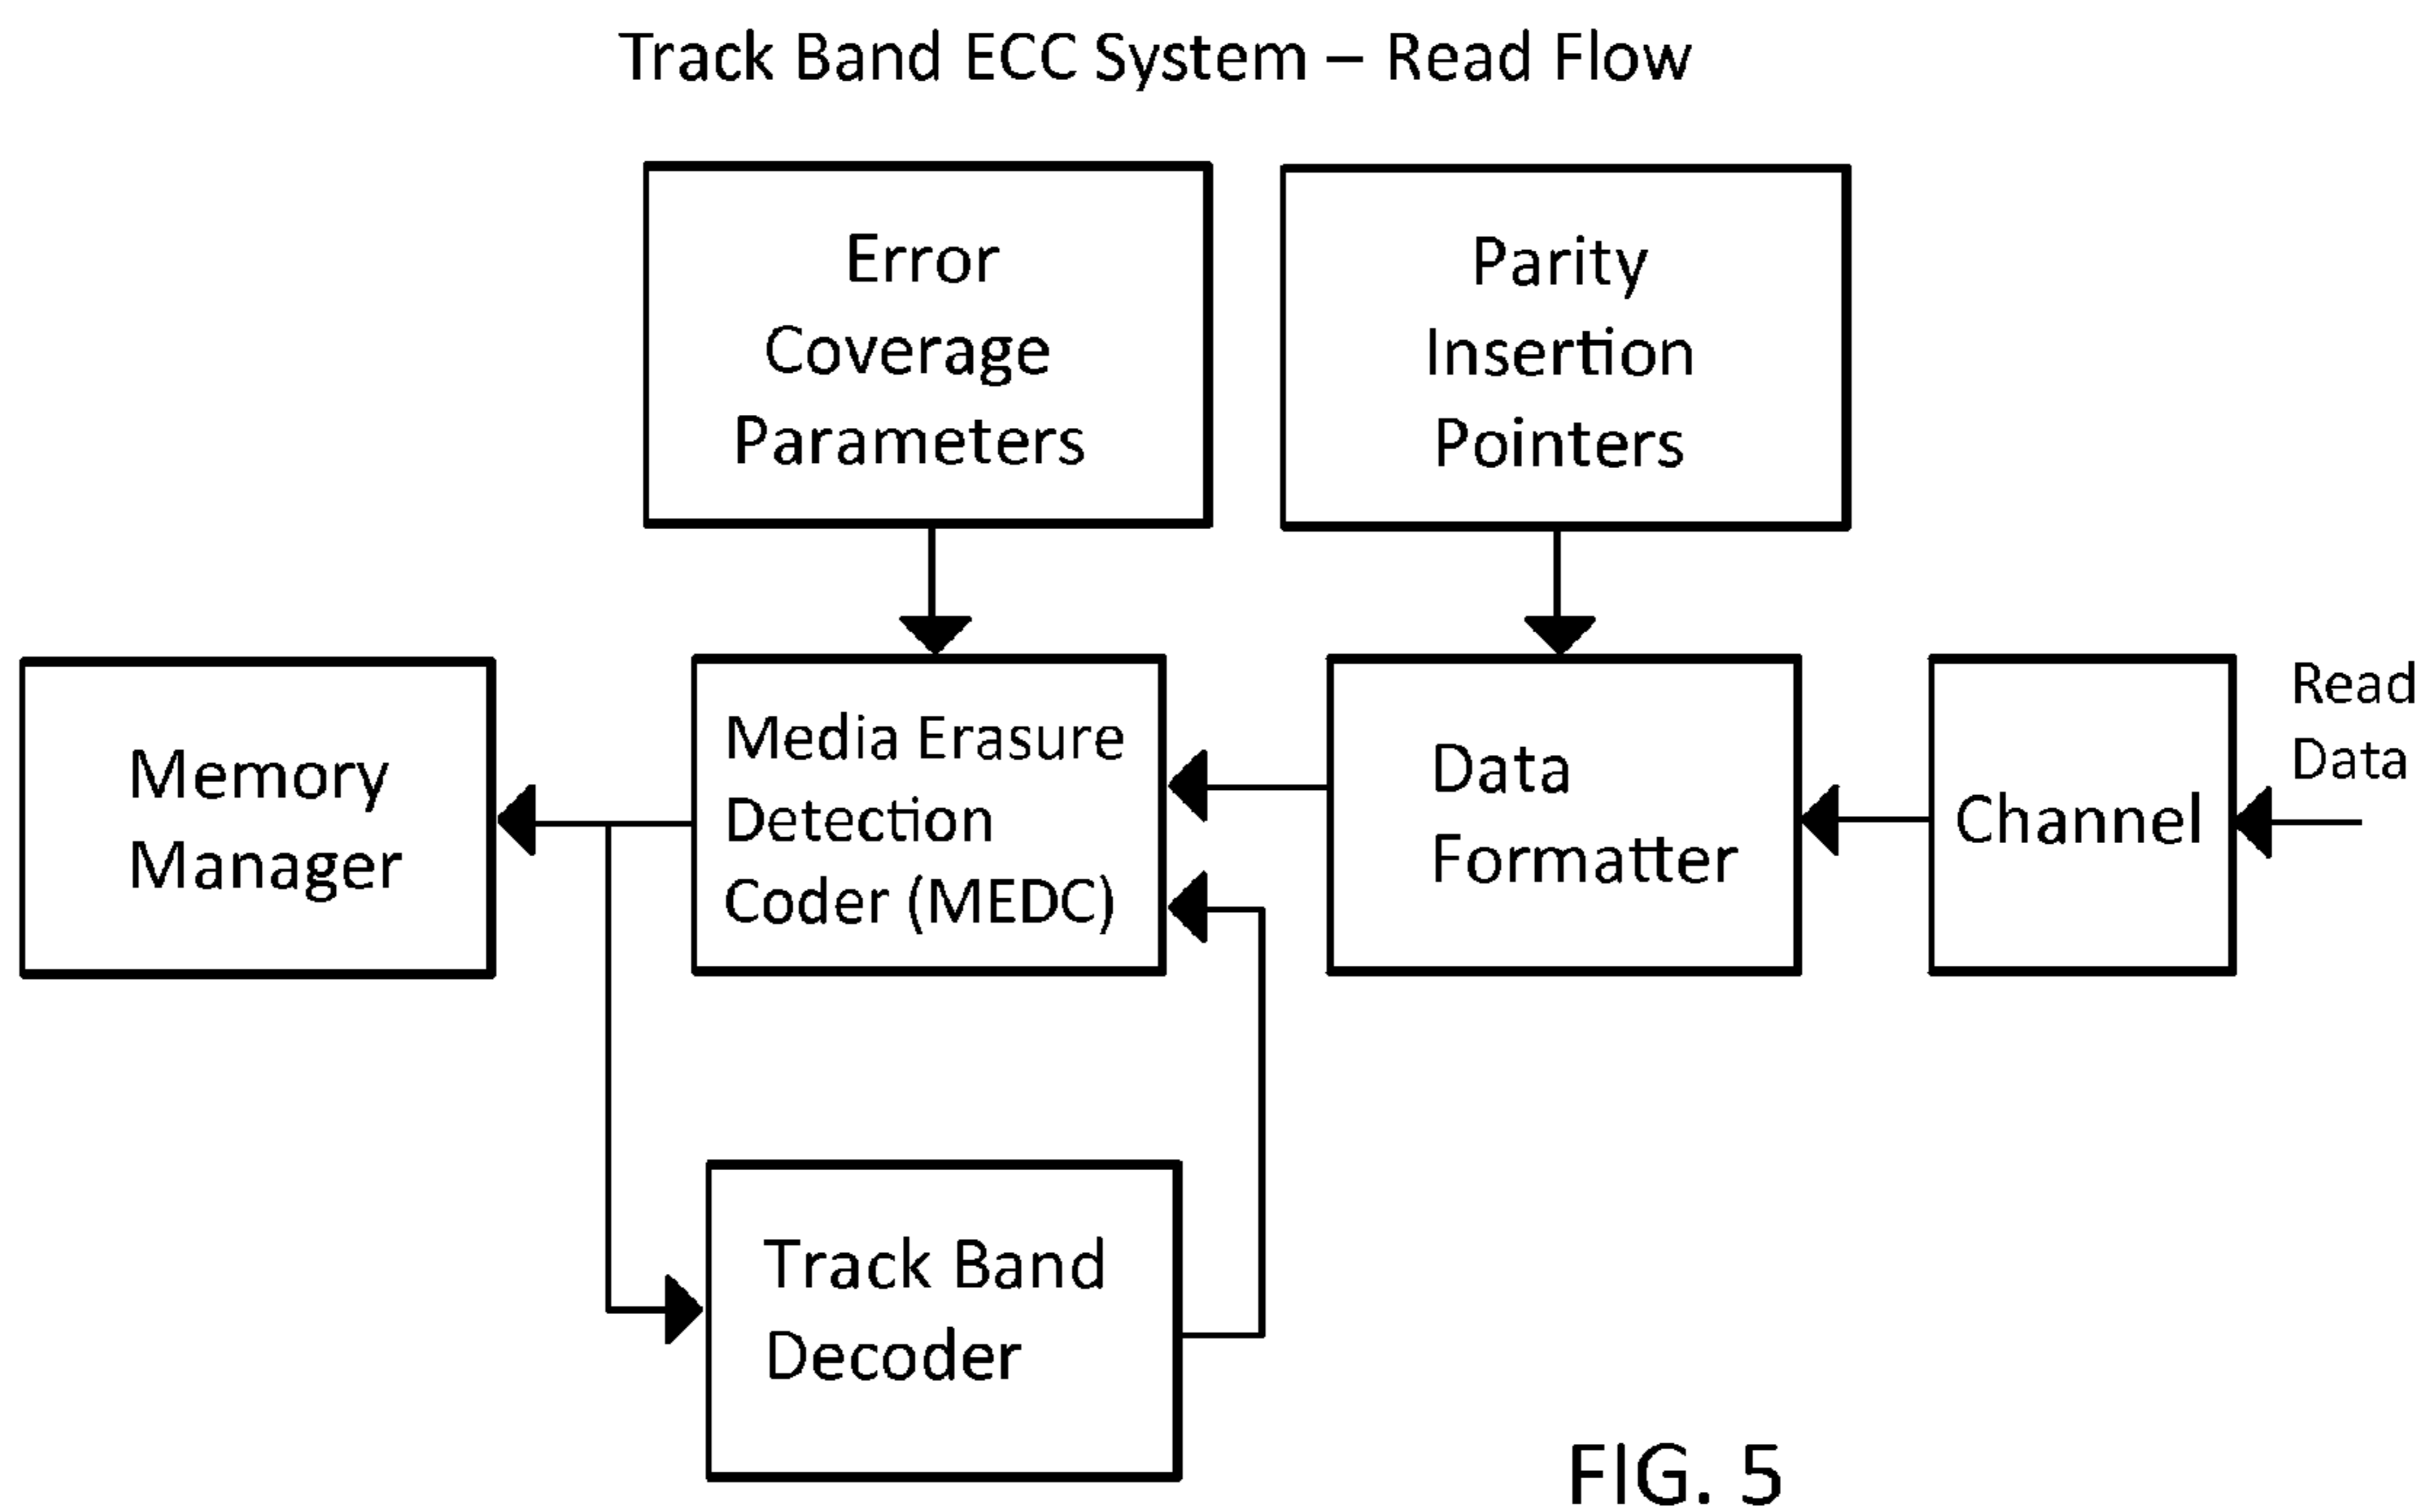 Track Band ECC System – Read Flow
Error
Coverage
Parameters
Parity
Insertion
Pointers
Memory
Manager
Media Erasure
Detection
Coder (MEDC)
Data
Formatter
Channel
Read
Data
Track Band
Decoder
FIG. 5